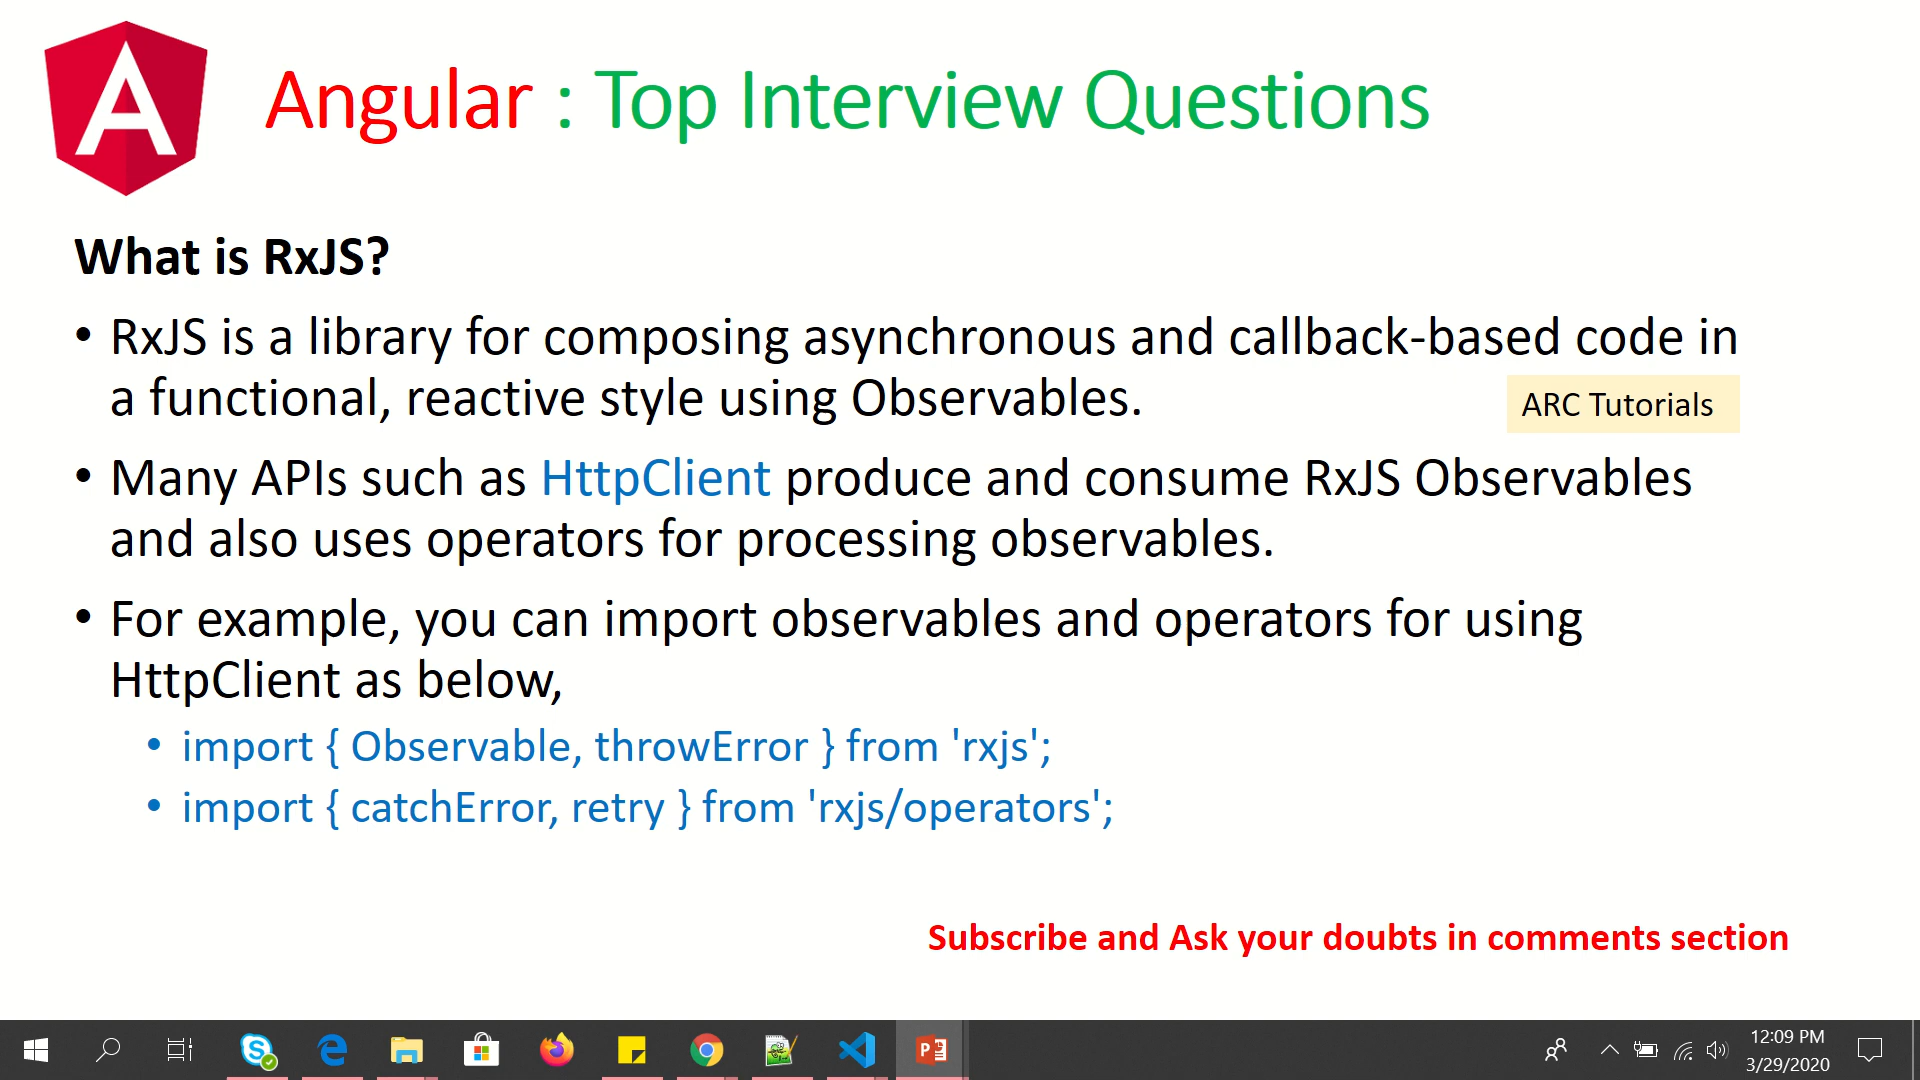 Angular : Top Interview Questions
What is RxJS?
• RxJS is a library for composing asynchronous and callback-based code in
a functional, reactive style using Observables.
ARC Tutorials
• Many APIs such as HttpClient produce and consume RxJS Observables
and also uses operators for processing observables.
• For example, you can import observables and operators for using
HttpClient as below,
• import { Observable, throwError } from 'rxjs';
• import { catchError, retry } from 'rxjs/operators';
Subscribe and Ask your doubts in comments section
12:09 PM
3/29/2020